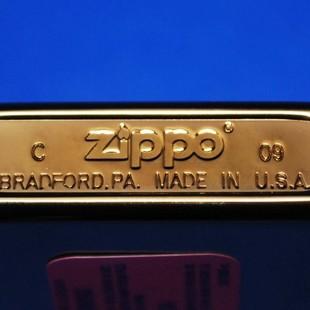 C zippo® 09
BRADFORD.PA. MADE IN U.S.A.